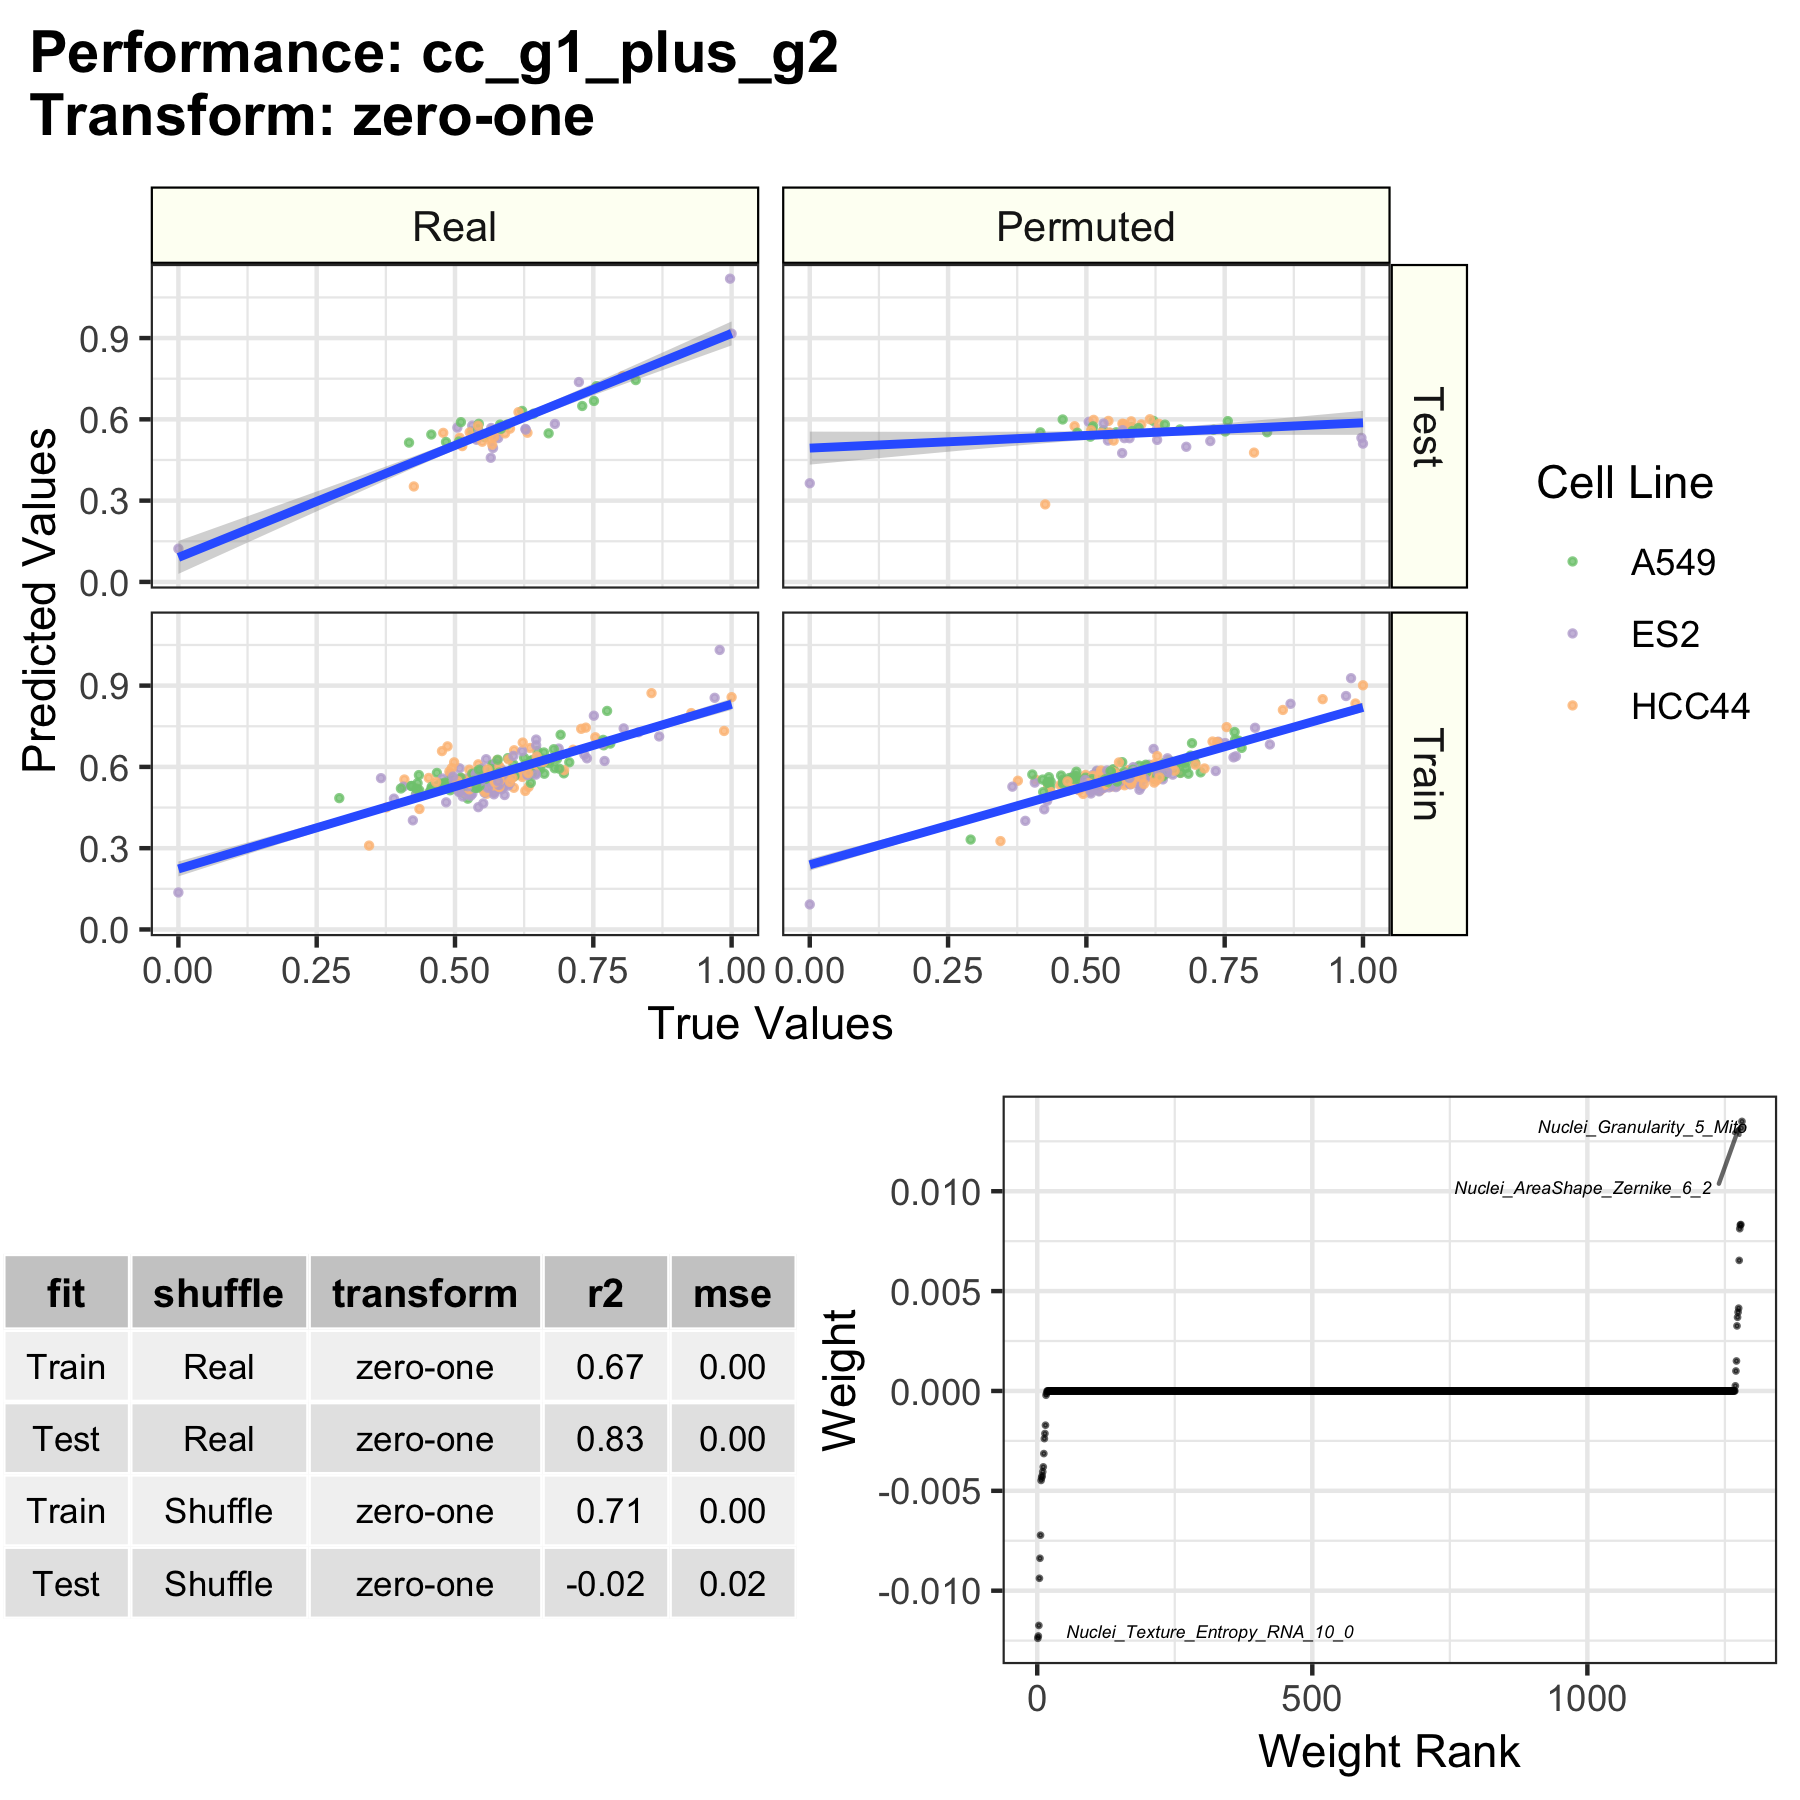 Performance: cc_g1_plus_g2
Transform: zero-one
Real
Permuted
Test
Train
Predicted Values
0.9
0.6
0.3
0.0
0.9
0.6
0.3
0.0
0.00 0.25 0.50 0.75 1.00 0.00 0.25 0.50 0.75 1.00
True Values
Cell Line
A549
ES2
HCC44
fit shuffle transform r2 mse
Train Real zero-one 0.67 0.00
Test Real zero-one 0.83 0.00
Train Shuffle zero-one 0.71 0.00
Test Shuffle zero-one -0.02 0.02
Weight
0.010
0.005
0.000
-0.005
-0.010
Nuclei_Granularity_5_Mito
Nuclei_AreaShape_Zernike_6_2
Nuclei_Texture_Entropy_RNA_10_0
0 500 1000
Weight Rank